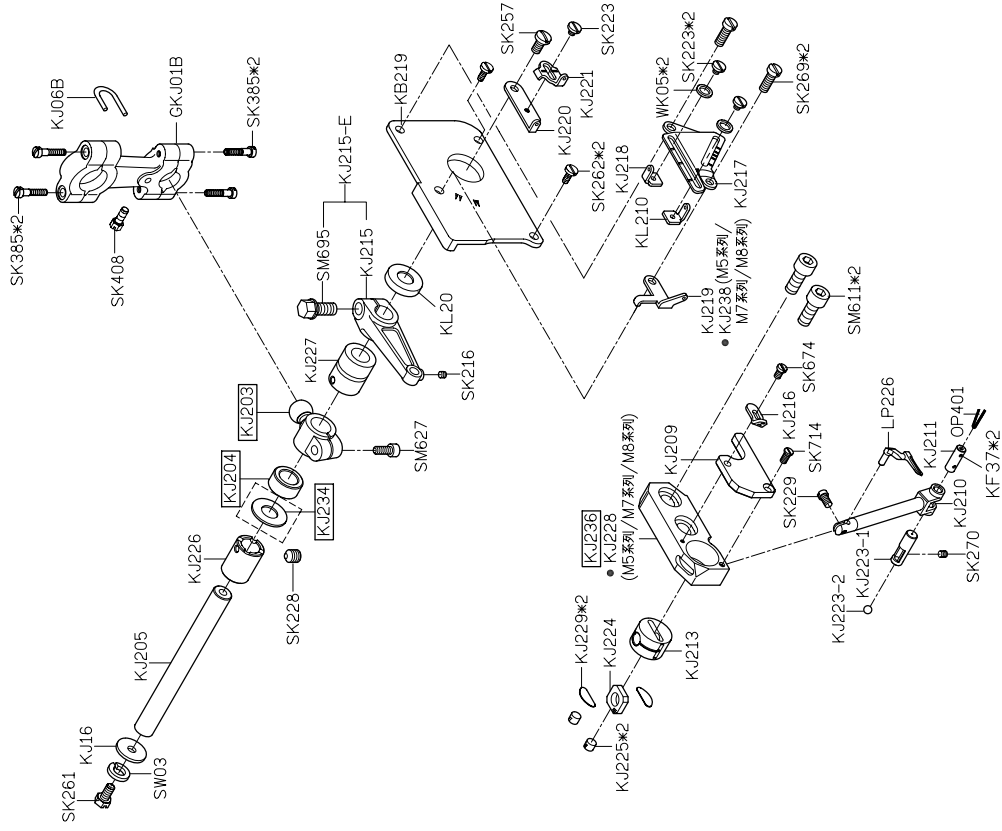 KJ06B
GKJ01B
SK385*2
SK385*2
SK408
KJ215-E
SM695
KJ215
KB219
SK257
SK223
KJ221
KJ220
SK262*2
WK05*2
SK223*2
SK269*2
KJ218
KL210
KJ217
KL20
KJ227
SK216
KJ203
SM627
KJ204
KJ234
KJ226
SK228
KJ205
KJ16
SW03
SK261
KJ219
● KJ238 (M5系列/
M7系列/M8系列)
SM611*2
SK674
KJ216
KJ209
SK714
KJ236
● KJ228
(M5系列/M7系列/M8系列)
SK229
LP226
OP401
KJ211
KF37*2
KJ210
KJ223-1
SK270
KJ223-2
KJ229*2
KJ224
KJ213
KJ225*2